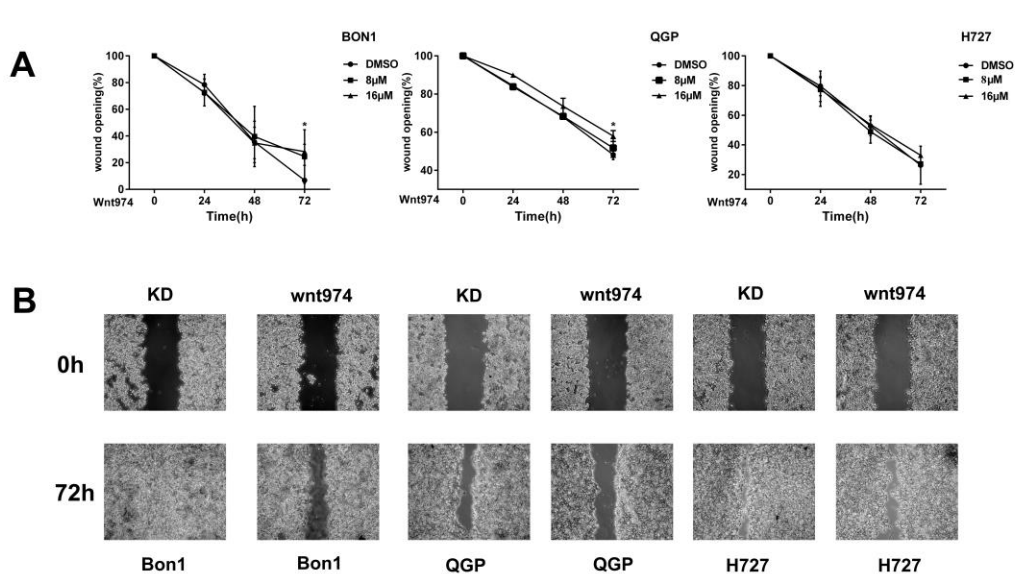 A
BON1
DMSO
8μM
16μM
wound opening(%)
100
80
60
40
20
0
Wnt974
0 24 48 72
Time(h)
*
QGP
DMSO
8μM
16μM
wound opening(%)
100
80
60
40
Wnt974
0 24 48 72
Time(h)
*
H727
DMSO
8μM
16μM
wound opening(%)
100
80
60
40
20
Wnt974
0 24 48 72
Time(h)
B
KD wnt974 KD wnt974 KD wnt974
0h
72h
Bon1 Bon1 QGP QGP H727 H727